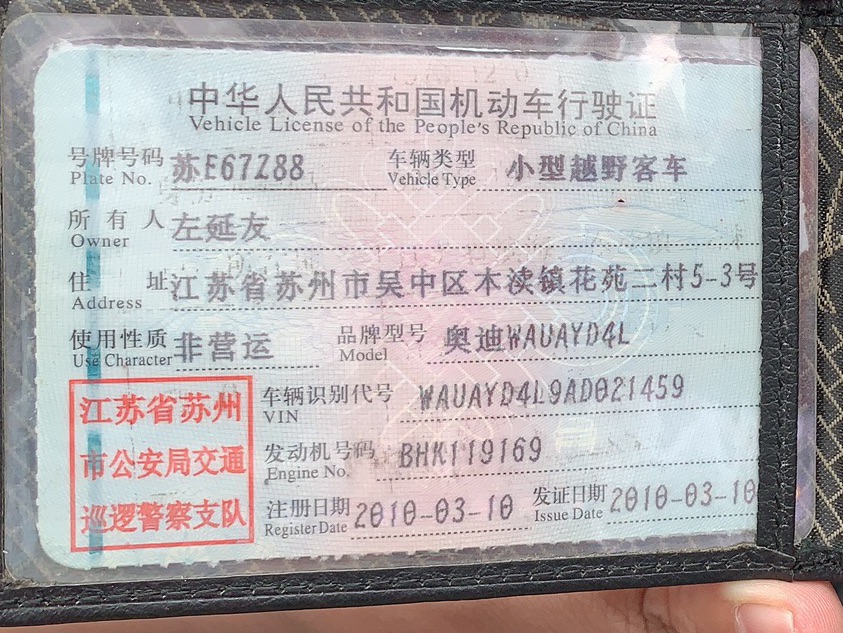 中华人民共和国机动车行驶证
Vehicle License of the People's Republic of China
号牌号码 苏E67Z88 车辆类型 小型越野客车
Plate No. Vehicle Type
所有人 左延友
Owner
住址 江苏省苏州市吴中区木渎镇花苑二村5-3号
Address
使用性质 非营运 品牌型号 奥迪WAUAYD4L
Use Character Model
江苏省苏州
市公安局交通
巡逻警察支队
车辆识别代号 WAUAYD4L9AD021459
VIN
发动机号码 BHK119169
Engine No.
注册日期 2010-03-10 发证日期 2010-03-10
Register Date Issue Date